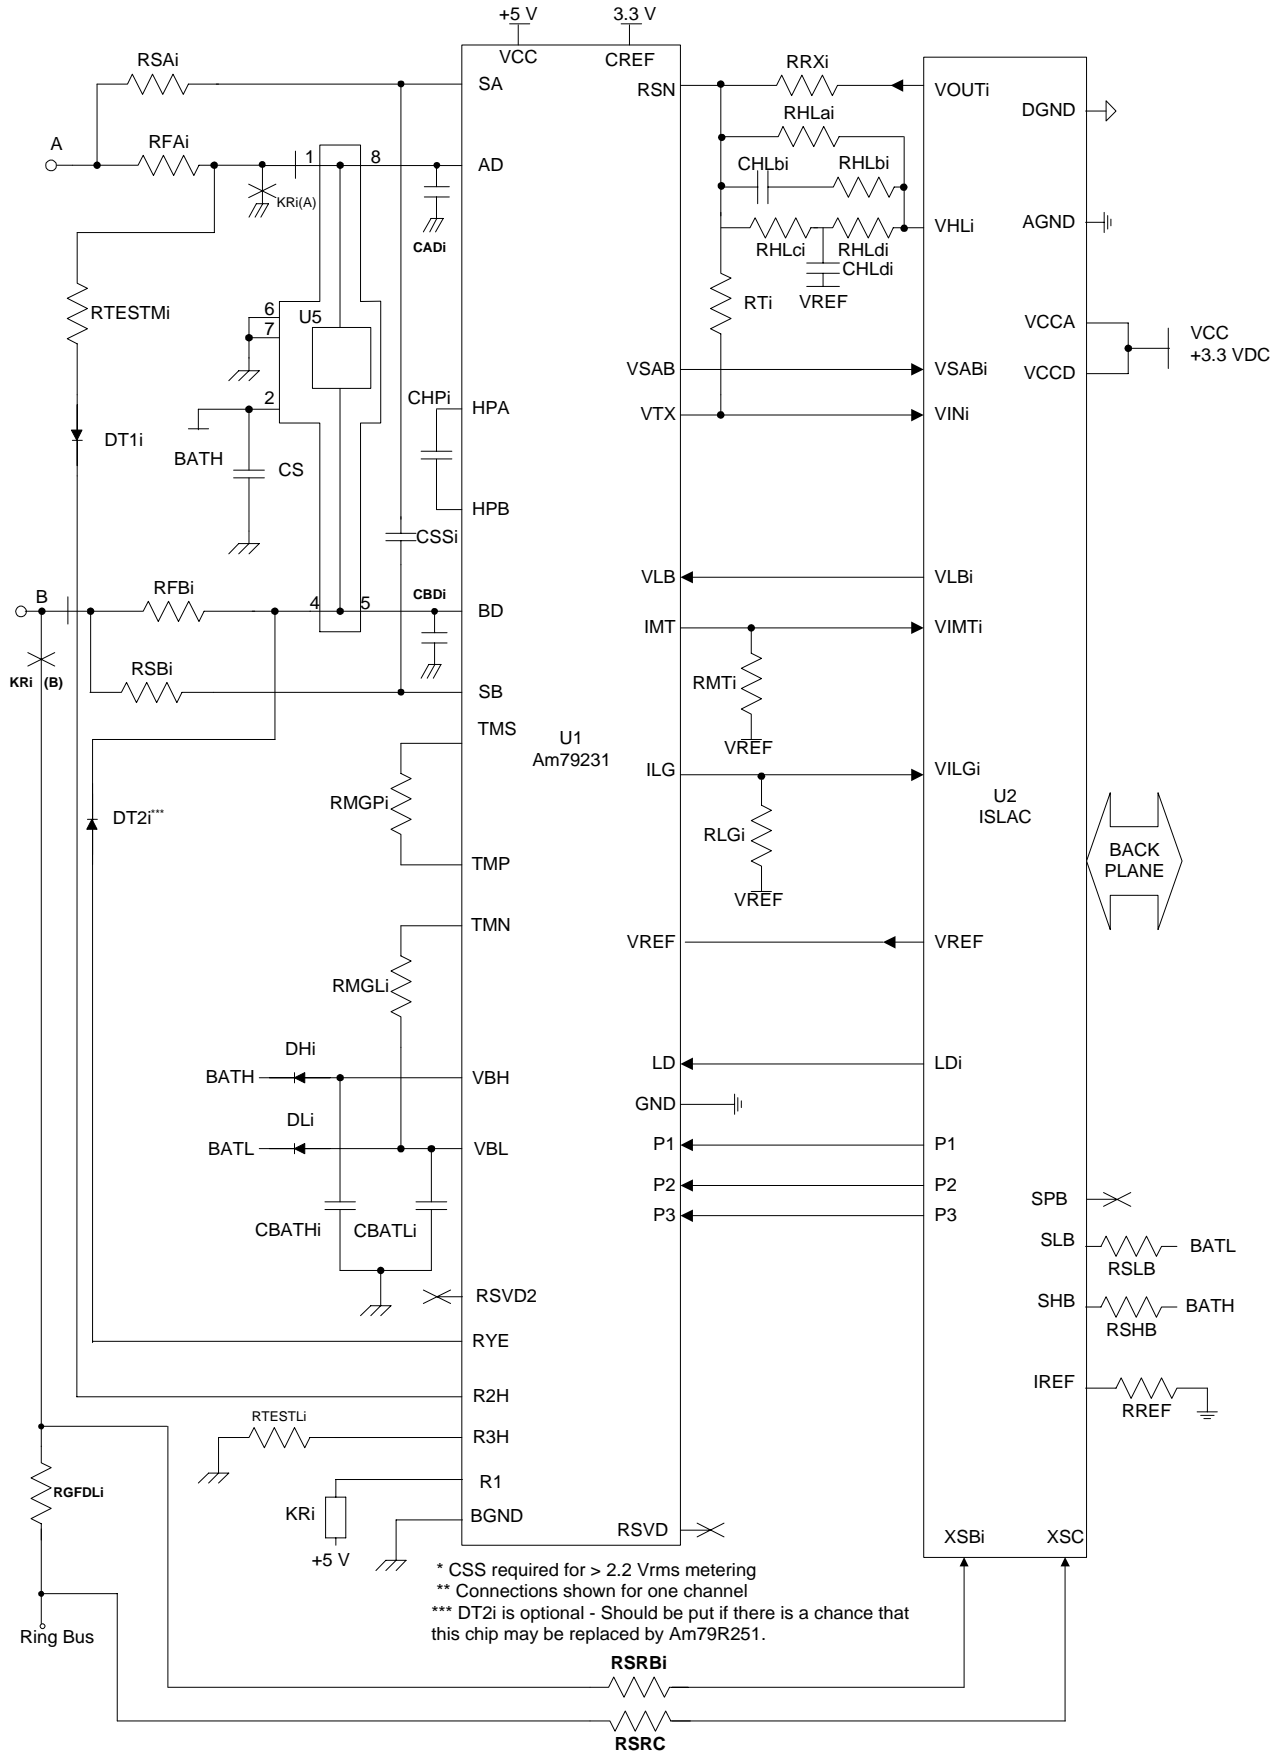 +5 V
3.3 V
VCC
CREF
RSAi
SA
RSN
RRXi
VOUTi
DGND
RHLai
A
RFAi
1
8
AD
KRi(A)
CADi
CHLbi
RHLbi
VHLi
AGND
RHLci
RHLdi
CHLdi
VREF
RTi
RTESTMi
6
7
U5
VCCA
VCC
+3.3 VDC
VCCD
VSAB
VSABi
2
CHPi
HPA
VTX
VINi
DT1i
BATH
CS
HPB
CSSi
B
RFBi
4
5
CBDi
BD
VLB
VLBi
IMT
VIMTi
KRi (B)
RSBi
SB
RMTi
VREF
TMS
U1
Am79231
ILG
VILGi
U2
ISLAC
RMGPi
DT2i***
RLGi
VREF
BACK
PLANE
TMP
TMN
VREF
VREF
RMGLi
DHi
BATH
VBH
LD
LDi
GND
DLi
BATL
VBL
P1
P1
P2
P2
P3
P3
CBATHi
CBATLi
SPB
SLB
RSLB
BATL
RSVD2
SHB
RSHB
BATH
RYE
R2H
IREF
RREF
RTESTLi
R3H
RGFDLi
R1
KRi
+5 V
BGND
RSVD
XSBi
XSC
* CSS required for > 2.2 Vrms metering
** Connections shown for one channel
*** DT2i is optional - Should be put if there is a chance that
this chip may be replaced by Am79R251.
Ring Bus
RSRBi
RSRC